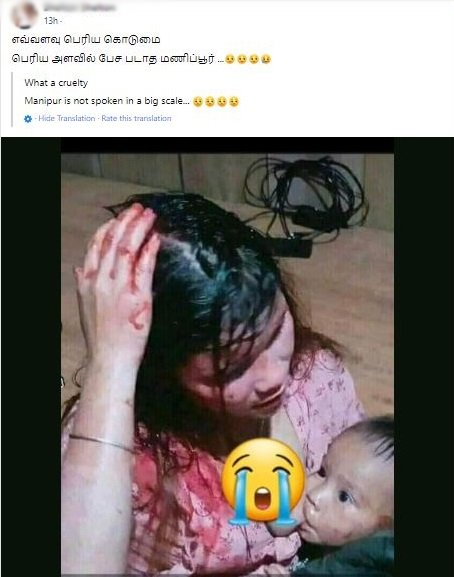 13h ·
எவ்வளவு பெரிய கொடுமை
பெரிய அளவில் பேச படாத மணிப்பூர் ...😥😥😥😥
What a cruelty
Manipur is not spoken in a big scale... 😥😥😥😥
· Hide Translation · Rate this translation